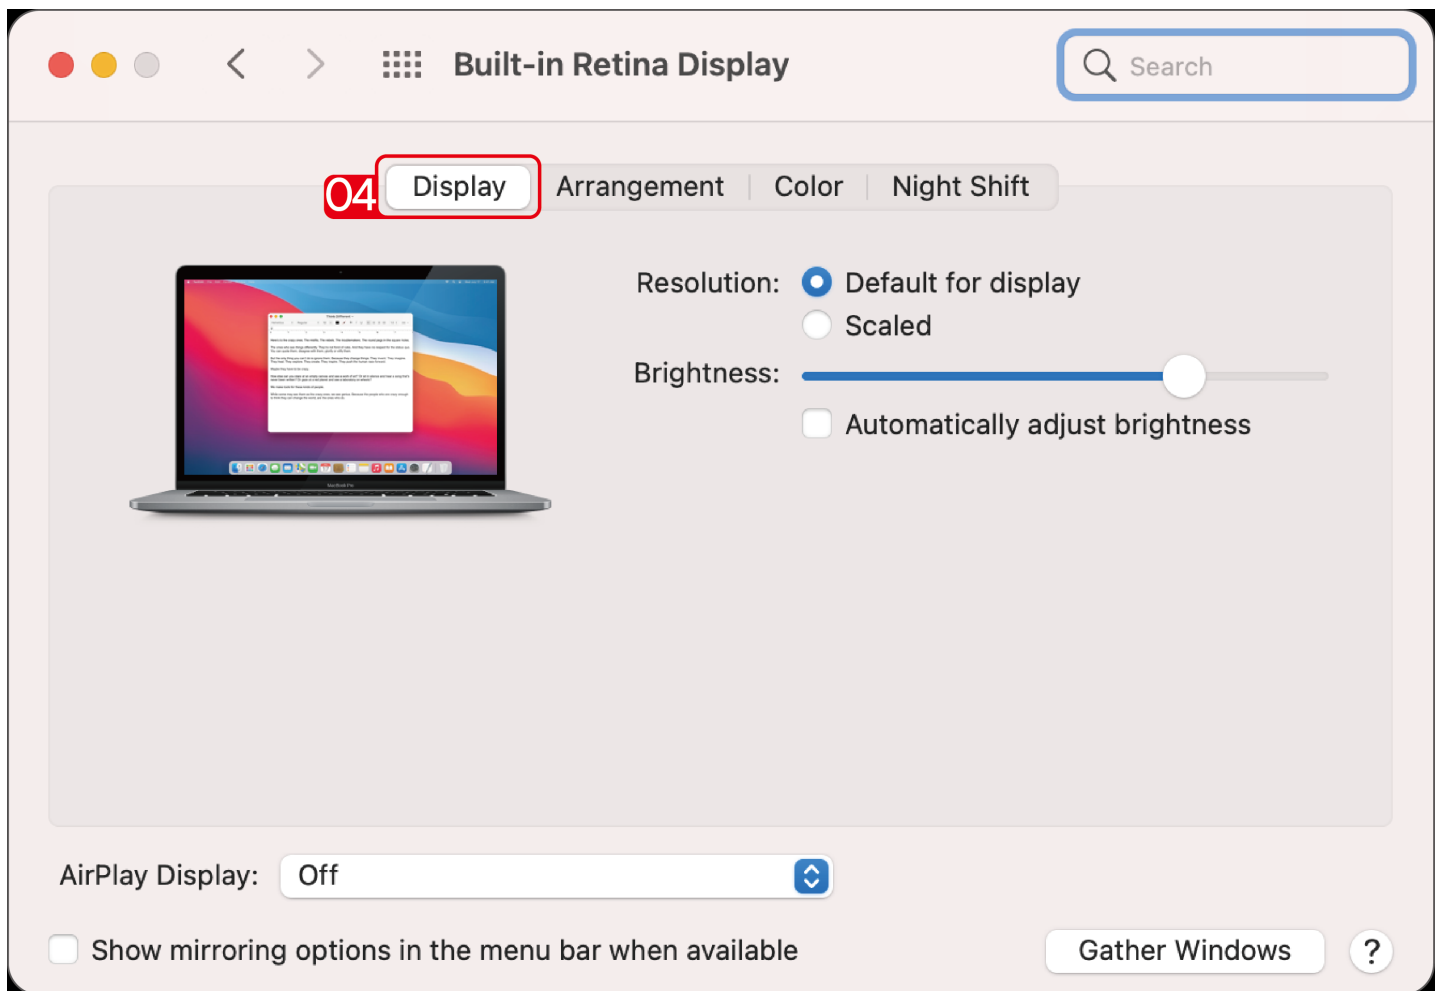 Built-in Retina Display
Search
04
Display
Arrangement
Color
Night Shift
Resolution:
Default for display
Scaled
Brightness:
Automatically adjust brightness
AirPlay Display:
Off
Show mirroring options in the menu bar when available
Gather Windows
?